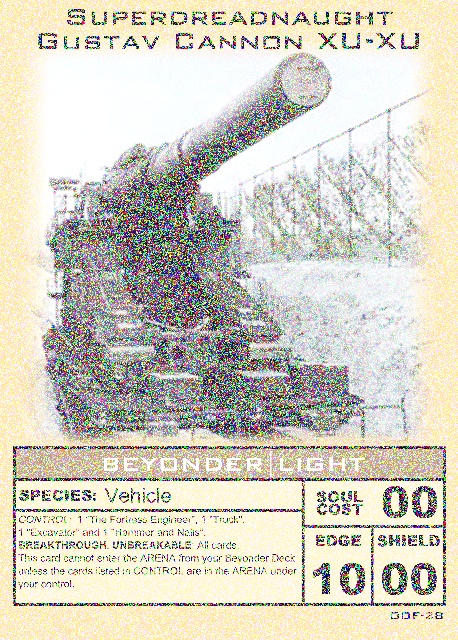 SUPERDREADNAUGHT
GUSTAV CANNON XU-XU
BEYONDER LIGHT
SPECIES: Vehicle
CONTROL: 1 "The Fortress Engineer", 1 "Truck",
1 "Excavator" and 1 "Hammer and Nails".
BREAKTHROUGH, UNBREAKABLE: All cards
This card cannot enter the ARENA from your Beyonder Deck
unless the cards listed in CONTROL are in the ARENA under
your control.
SOUL COST 00
EDGE 10
SHIELD 00